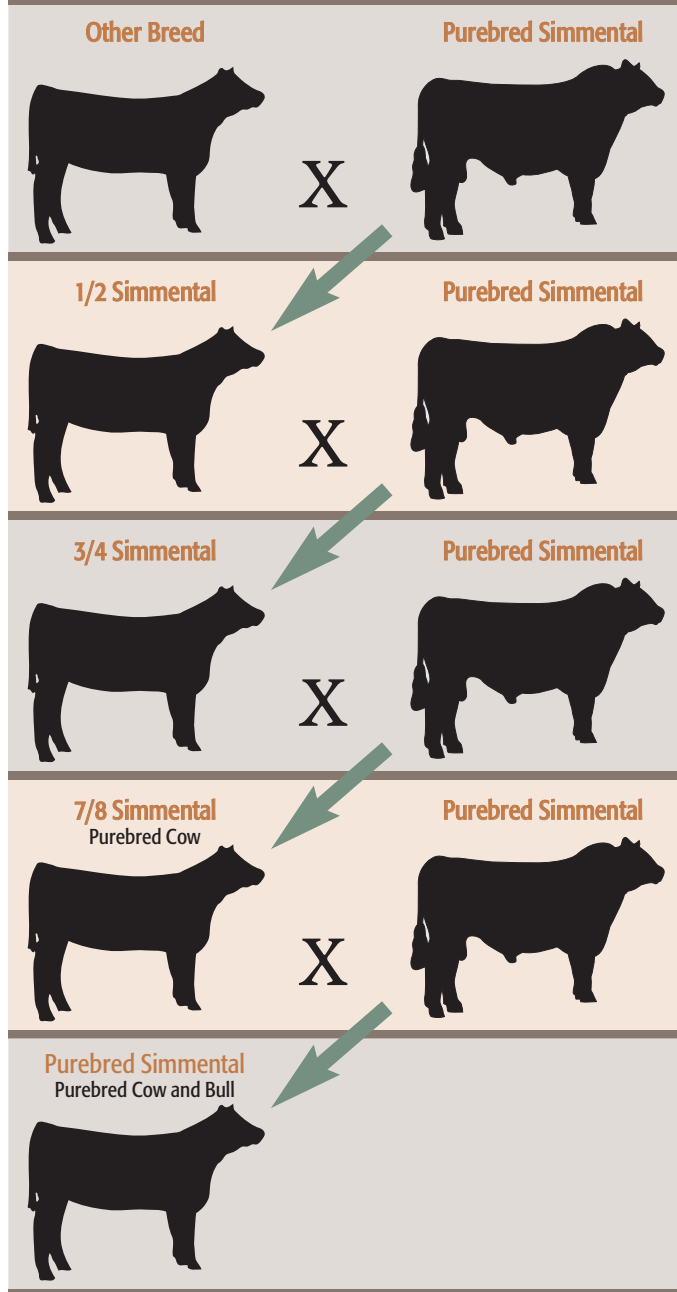 Other Breed
Purebred Simmental
X
1/2 Simmental
Purebred Simmental
X
3/4 Simmental
Purebred Simmental
X
7/8 Simmental
Purebred Cow
Purebred Simmental
X
Purebred Simmental
Purebred Cow and Bull